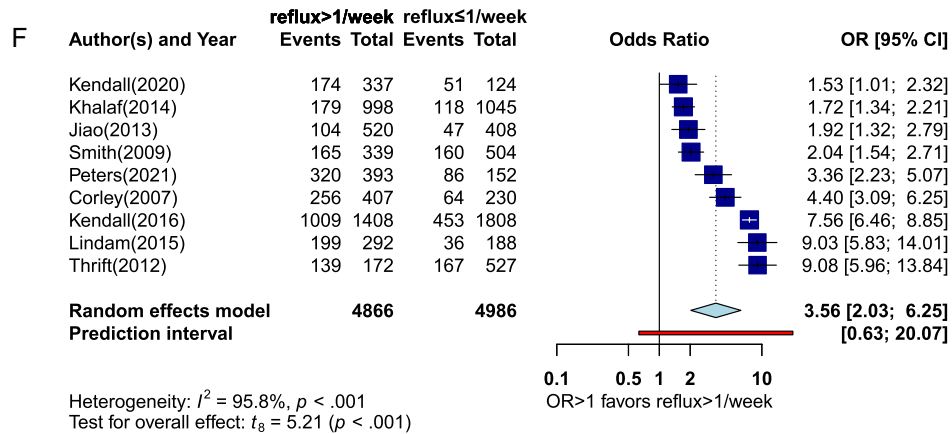 F
reflux>1/week reflux≤1/week
Author(s) and Year Events Total Events Total Odds Ratio OR [95% CI]
Kendall(2020) 174 337 51 124 1.53 [1.01; 2.32]
Khalaf(2014) 179 998 118 1045 1.72 [1.34; 2.21]
Jiao(2013) 104 520 47 408 1.92 [1.32; 2.79]
Smith(2009) 165 339 160 504 2.04 [1.54; 2.71]
Peters(2021) 320 393 86 152 3.36 [2.23; 5.07]
Corley(2007) 256 407 64 230 4.40 [3.09; 6.25]
Kendall(2016) 1009 1408 453 1808 7.56 [6.46; 8.85]
Lindam(2015) 199 292 36 188 9.03 [5.83; 14.01]
Thrift(2012) 139 172 167 527 9.08 [5.96; 13.84]
Random effects model 4866 4986 3.56 [2.03; 6.25]
Prediction interval [0.63; 20.07]
0.1 0.5 1 2 10
Heterogeneity: I² = 95.8%, p < .001
OR>1 favors reflux>1/week
Test for overall effect: t₈ = 5.21 (p < .001)